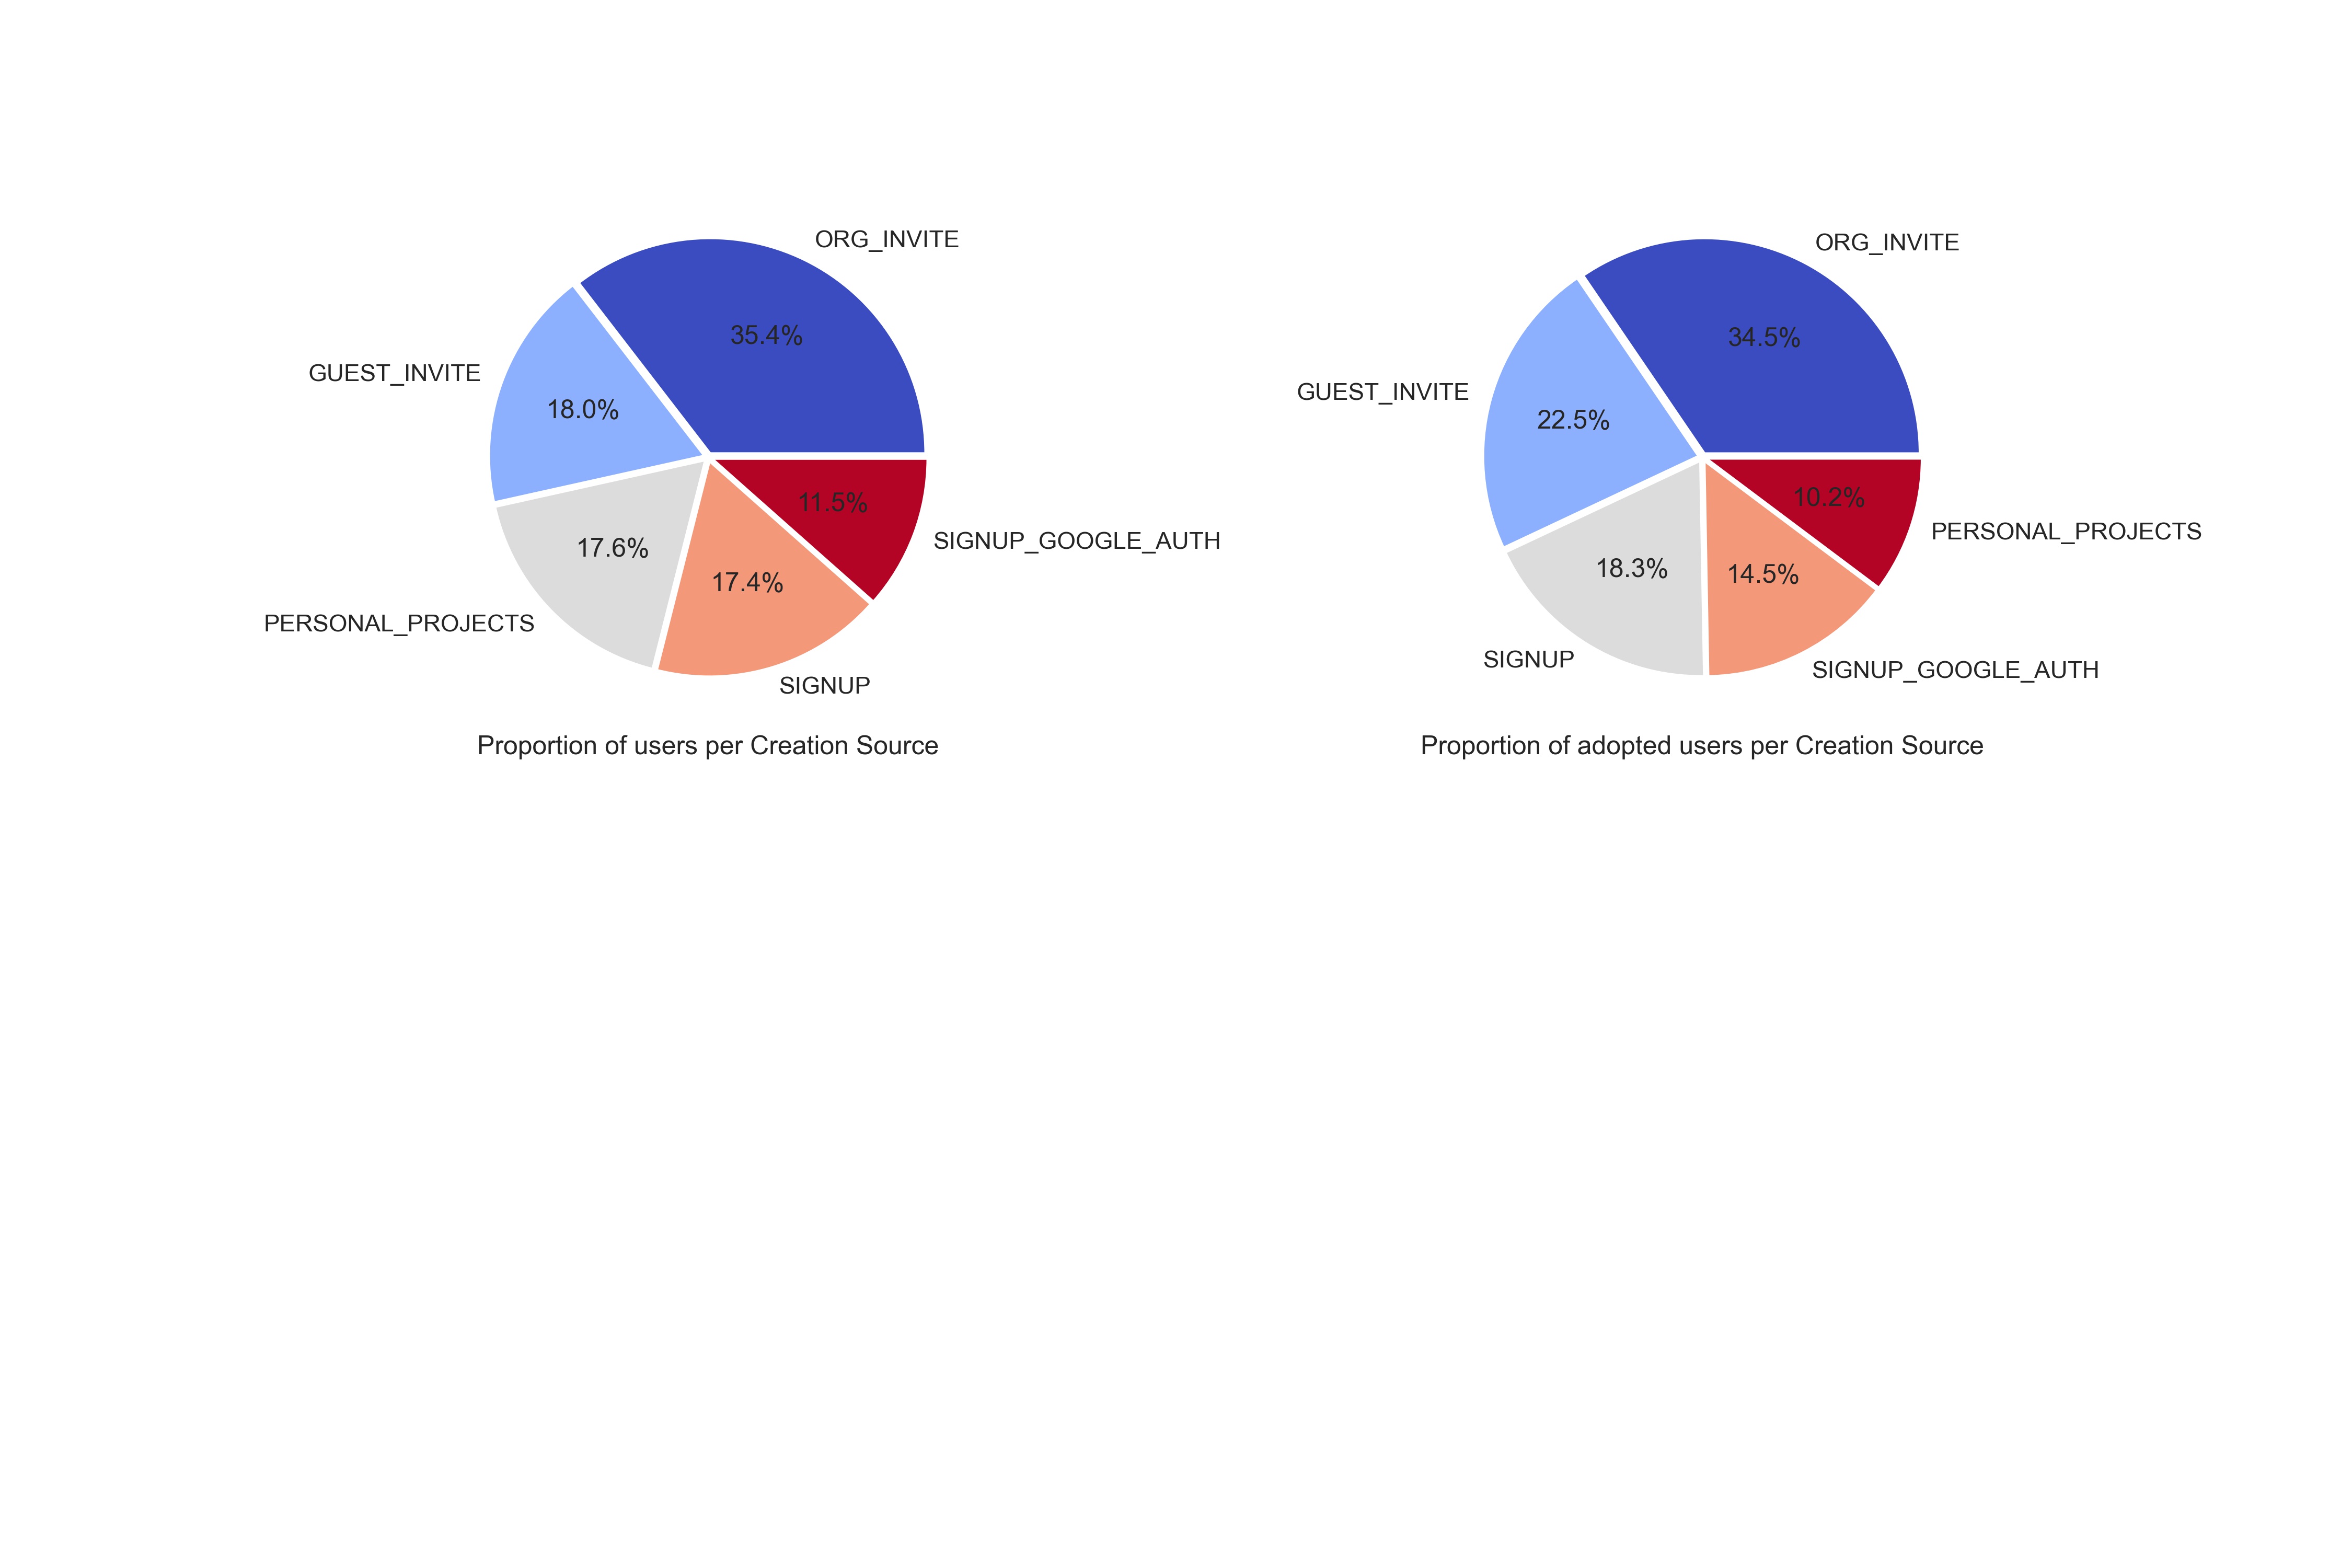 ORG_INVITE
35.4%
GUEST_INVITE
18.0%
11.5%
SIGNUP_GOOGLE_AUTH
17.6%
17.4%
PERSONAL_PROJECTS
SIGNUP
Proportion of users per Creation Source
ORG_INVITE
34.5%
GUEST_INVITE
22.5%
10.2%
PERSONAL_PROJECTS
18.3%
14.5%
SIGNUP
SIGNUP_GOOGLE_AUTH
Proportion of adopted users per Creation Source